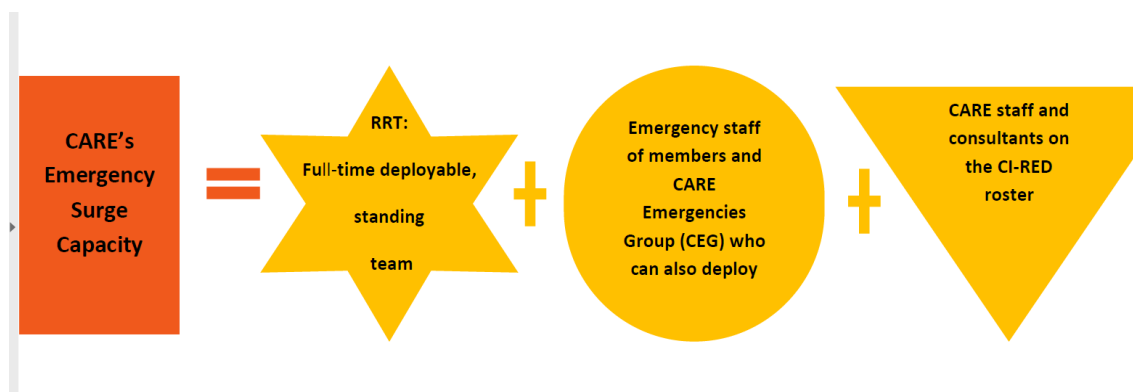 CARE's
Emergency
Surge
Capacity
RRT:
Full-time deployable,
standing
team
Emergency staff
of members and
CARE
Emergencies
Group (CEG) who
can also deploy
CARE staff and
consultants on
the CI-RED
roster